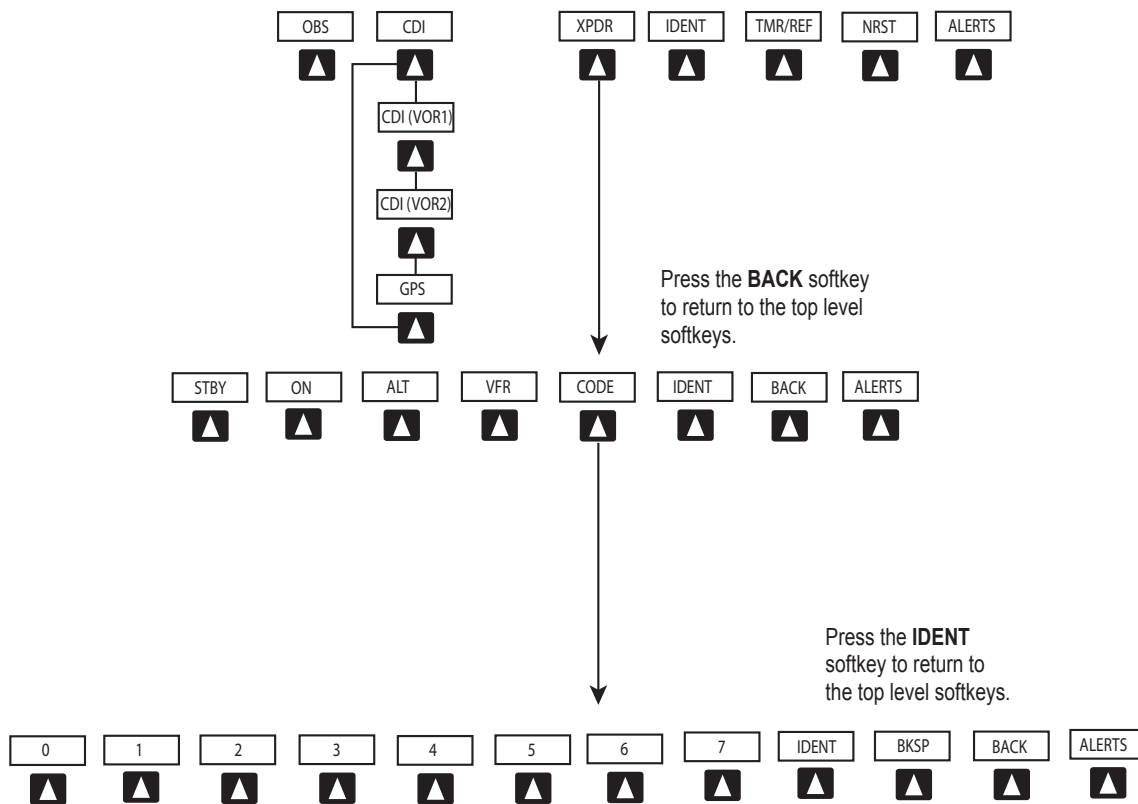 OBS
CDI
XPDR
IDENT
TMR/REF
NRST
ALERTS
CDI (VOR1)
CDI (VOR2)
GPS
Press the BACK softkey
to return to the top level
softkeys.
STBY
ON
ALT
VFR
CODE
IDENT
BACK
ALERTS
Press the IDENT
softkey to return to
the top level softkeys.
0
1
2
3
4
5
6
7
IDENT
BKSP
BACK
ALERTS